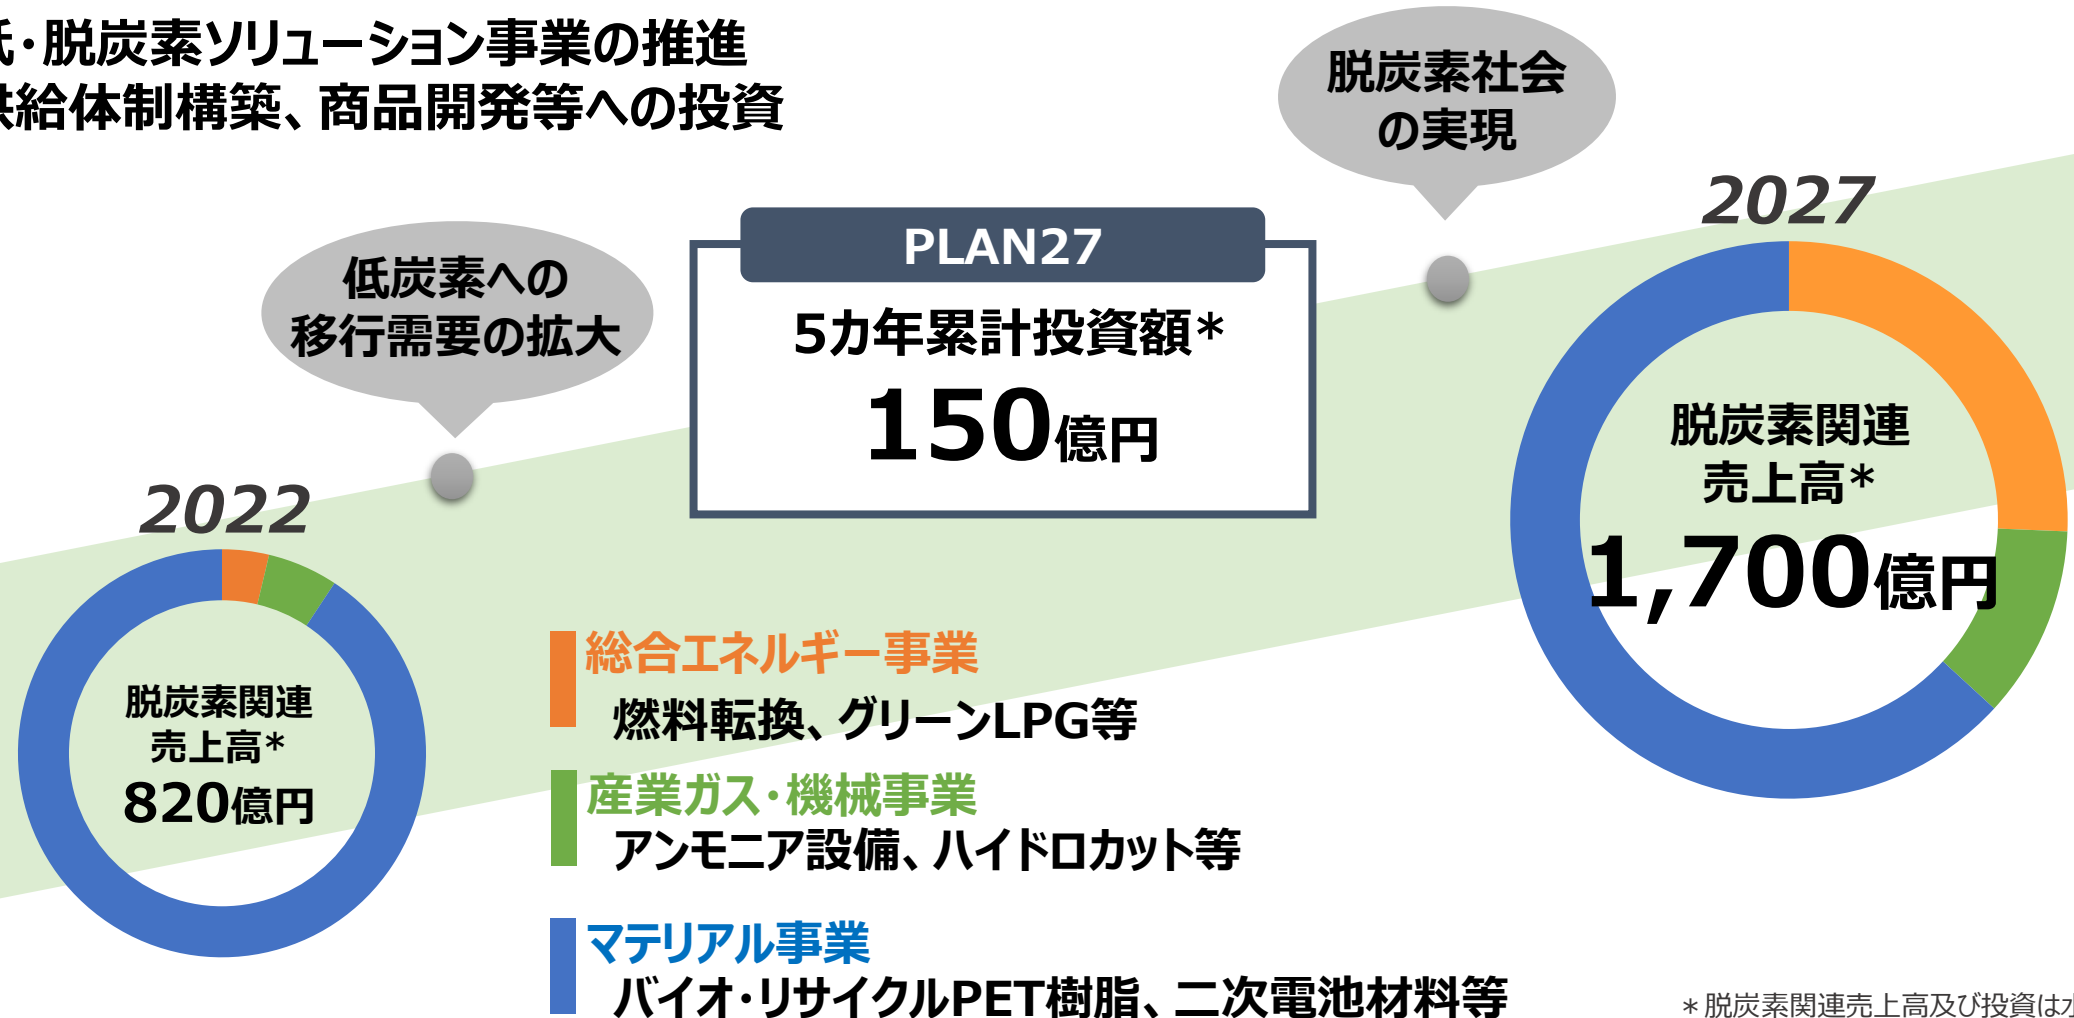 ・脱炭素ソリューション事業の推進
給体制構築、商品開発等への投資
脱炭素社会
の実現
2027
PLAN27
低炭素への
移行需要の拡大
5カ年累計投資額*
150億円
脱炭素関連
売上高*
1,700億円
2022
脱炭素関連
売上高*
820億円
総合エネルギー事業
燃料転換、グリーンLPG等
産業ガス・機械事業
アンモニア設備、ハイドロカット等
マテリアル事業
バイオ・リサイクルPET樹脂、二次電池材料等
*脱炭素関連売上高及び投資は